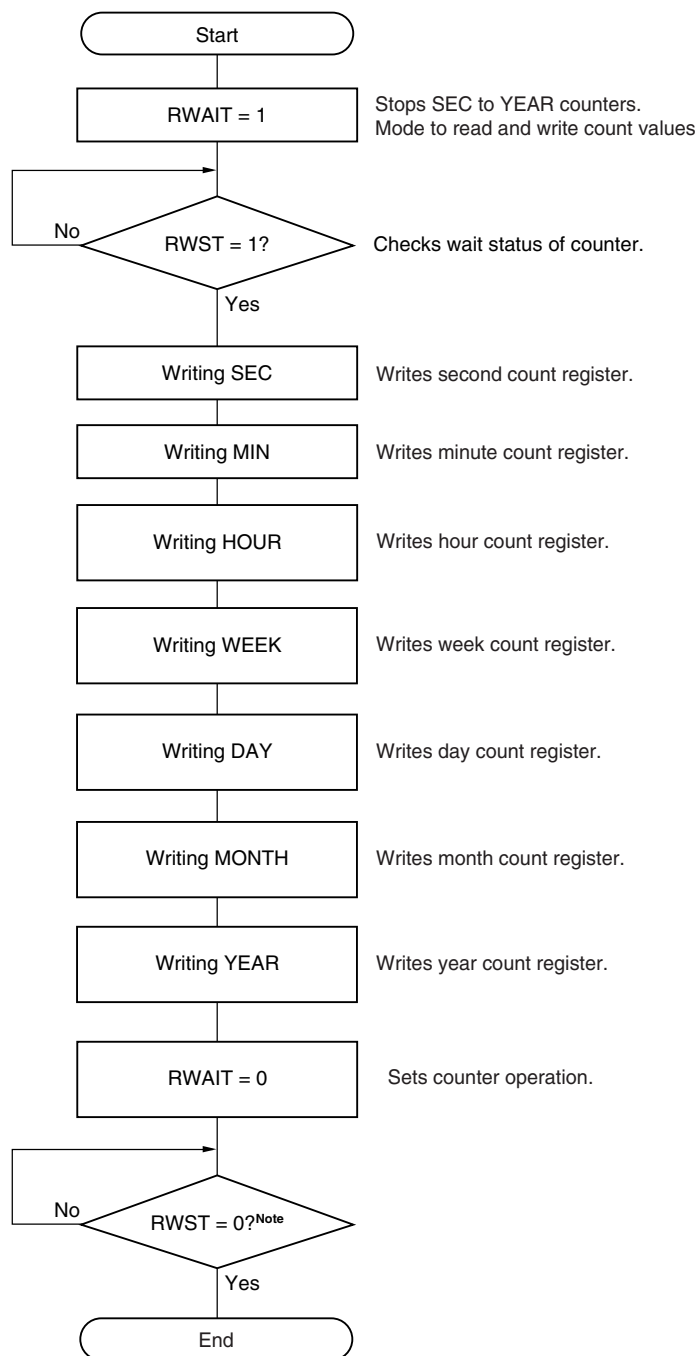 Start
RWAIT = 1
Stops SEC to YEAR counters.
Mode to read and write count values
No
RWST = 1?
Checks wait status of counter.
Yes
Writing SEC
Writes second count register.
Writing MIN
Writes minute count register.
Writing HOUR
Writes hour count register.
Writing WEEK
Writes week count register.
Writing DAY
Writes day count register.
Writing MONTH
Writes month count register.
Writing YEAR
Writes year count register.
RWAIT = 0
Sets counter operation.
No
RWST = 0?Note
Yes
End